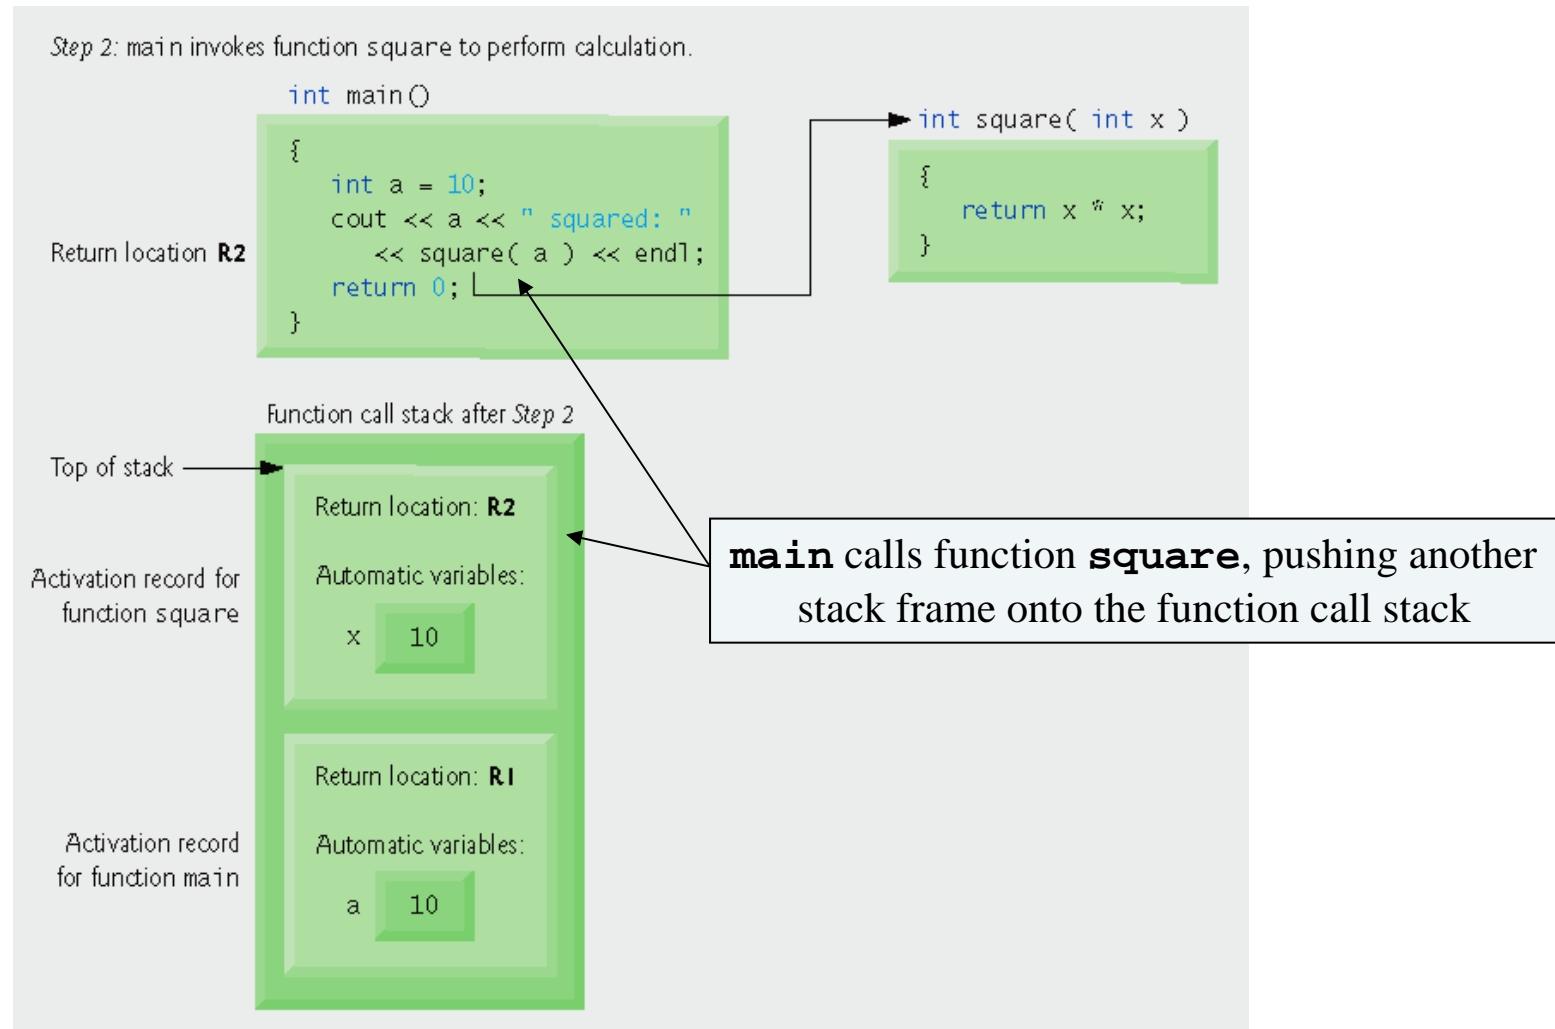 Step 2: main invokes function square to perform calculation.
int main()
{
int a = 10;
cout << a << " squared: "
Return location R2
<< square( a ) << endl;
return 0;
}
int square( int x )
{
return x * x;
}
Function call stack after Step 2
Top of stack
Return location: R2
Activation record for
function square
Automatic variables:
x 10
main calls function square, pushing another
stack frame onto the function call stack
Return location: R1
Activation record
for function main
Automatic variables:
a 10